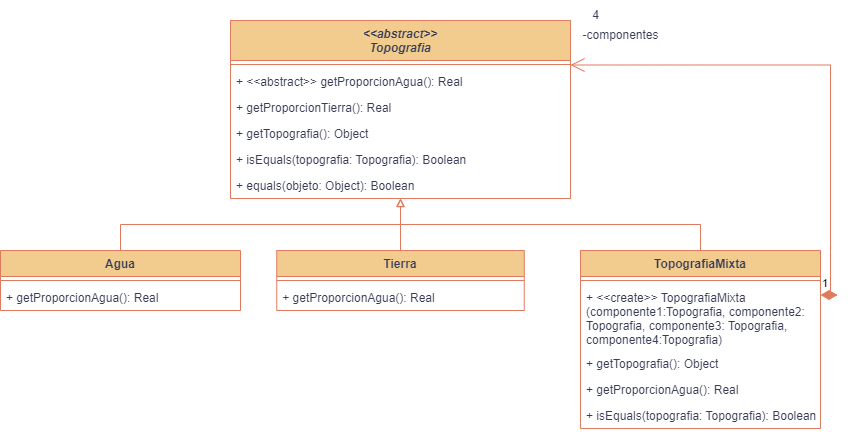 4
-componentes
<<abstract>>
Topografia
+ <<abstract>> getProporcionAgua(): Real
+ getProporcionTierra(): Real
+ getTopografia(): Object
+ isEquals(topografia: Topografia): Boolean
+ equals(objeto: Object): Boolean
Agua
+ getProporcionAgua(): Real
Tierra
+ getProporcionAgua(): Real
TopografiaMixta
1
+ <<create>> TopografiaMixta
(componente1:Topografia, componente2:
Topografia, componente3: Topografia,
componente4:Topografia)
+ getTopografia(): Object
+ getProporcionAgua(): Real
+ isEquals(topografia: Topografia): Boolean